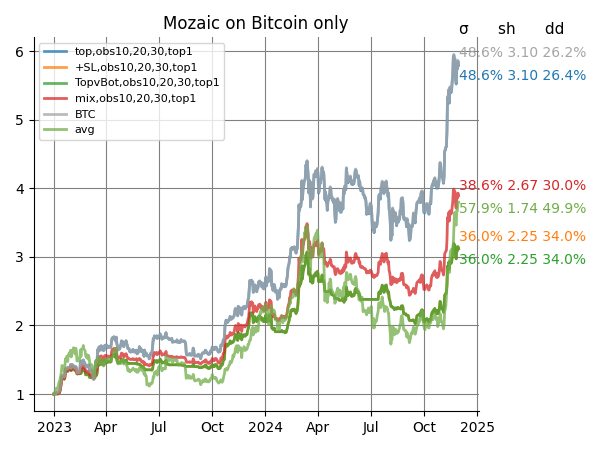 Mozaic on Bitcoin only
σ sh dd
top,obs10,20,30,top1
+SL,obs10,20,30,top1
TopvBot,obs10,20,30,top1
mix,obs10,20,30,top1
BTC
avg
48.6% 3.10 26.2%
48.6% 3.10 26.4%
38.6% 2.67 30.0%
57.9% 1.74 49.9%
36.0% 2.25 34.0%
36.0% 2.25 34.0%
6
5
4
3
2
1
2023 Apr Jul Oct 2024 Apr Jul Oct 2025